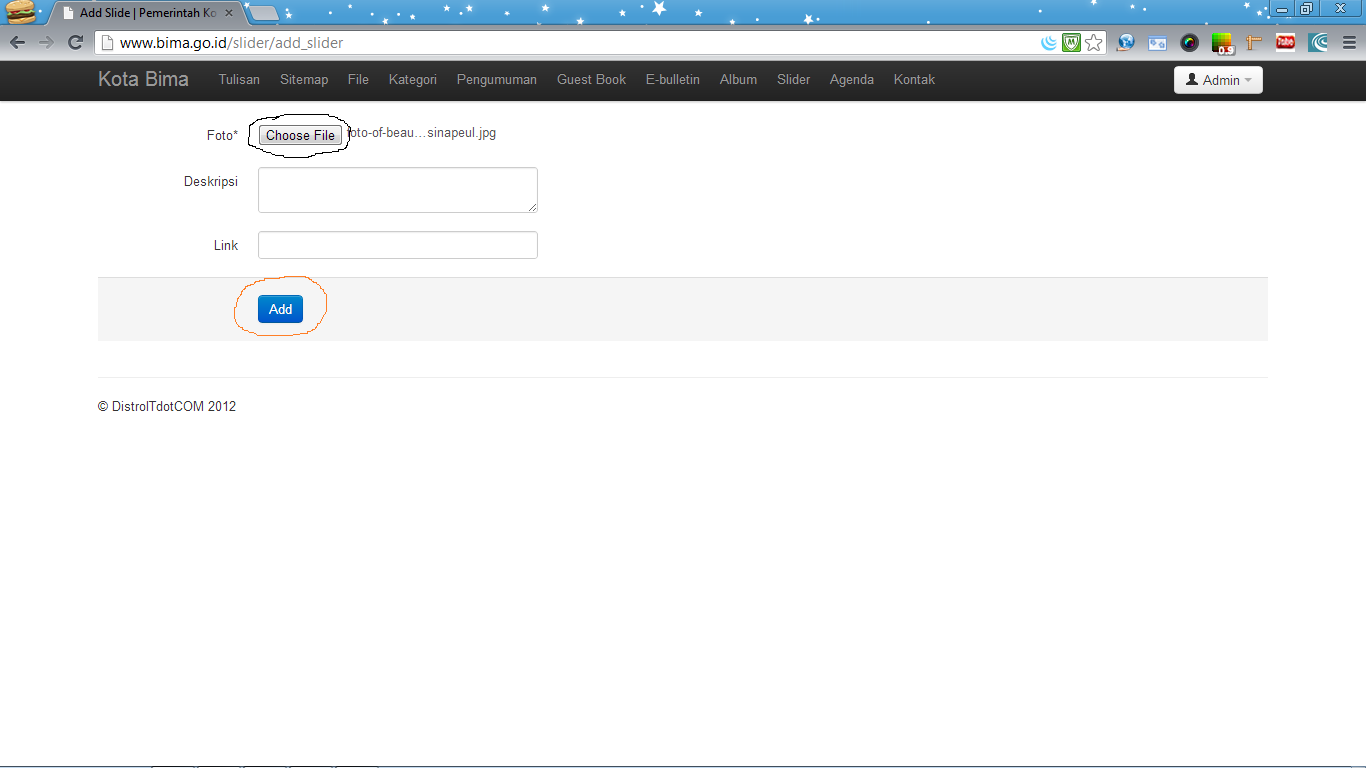 Add Slide | Pemerintah Ko
www.bima.go.id/slider/add_slider
Kota Bima Tulisan Sitemap File Kategori Pengumuman Guest Book E-bulletin Album Slider Agenda Kontak Admin
Foto* Choose File foto-of-beau...sinapeul.jpg
Deskripsi
Link
Add
© DistroITdotCOM 2012